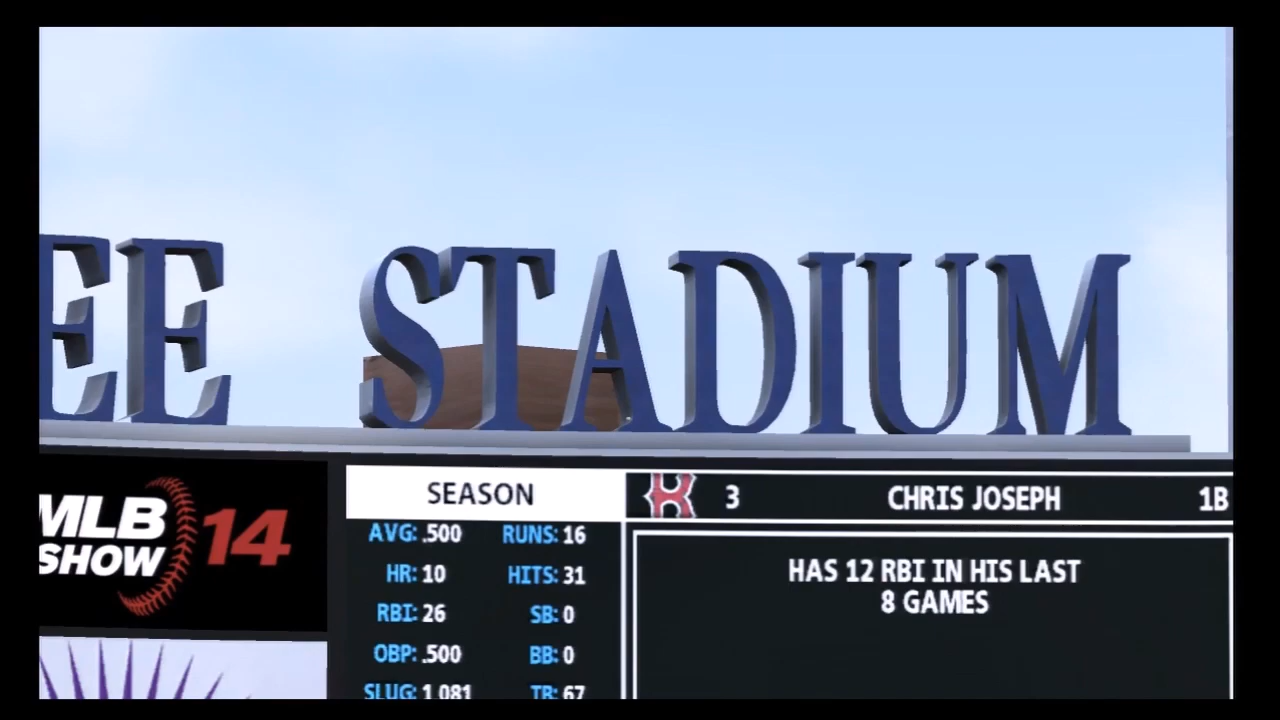 EE STADIUM
MLB
SHOW
14
SEASON
AVG: .500 RUNS: 16
HR: 10 HITS: 31
RBI: 26 SB: 0
OBP: .500 BB: 0
SLUG: 1.081 TB: 67
B 3 CHRIS JOSEPH 1B
HAS 12 RBI IN HIS LAST
8 GAMES